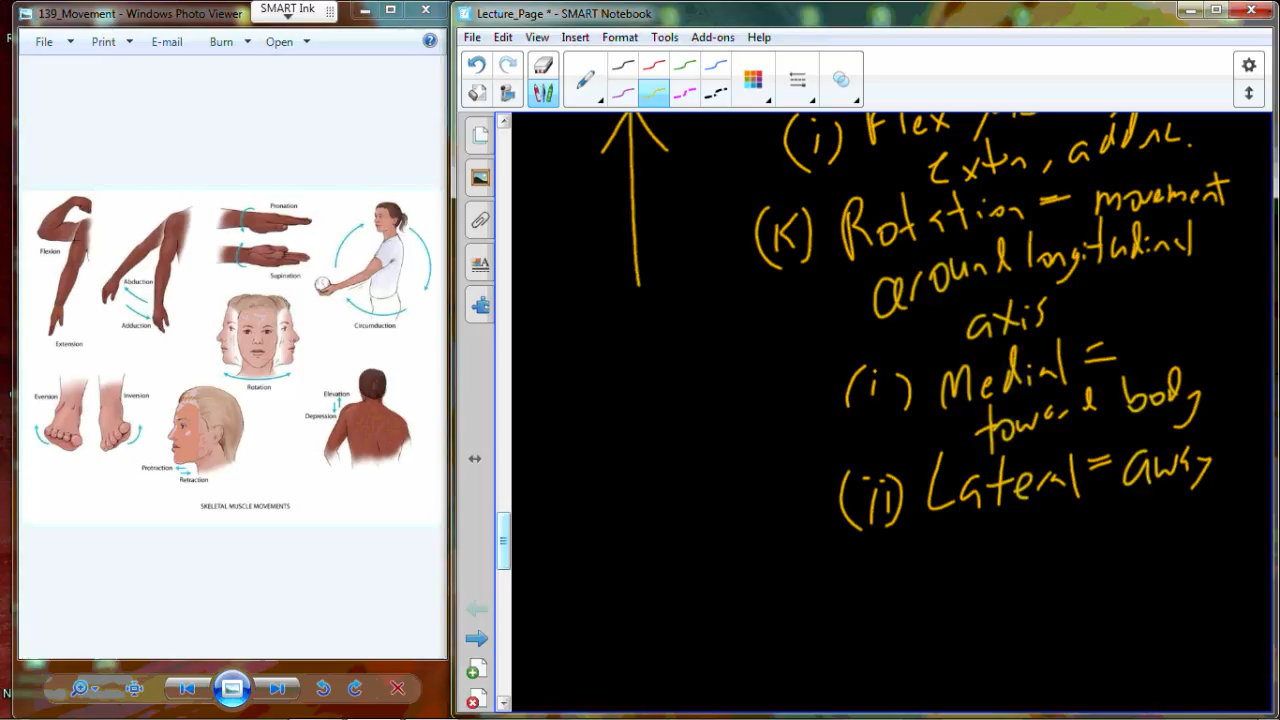 139_Movement - Windows Photo Viewer
SMART Ink
File Print E-mail Burn Open
Pronation
Flexion
Supination
Abduction
Adduction
Circumduction
Extension
Rotation
Eversion
Inversion
Elevation
Depression
Protraction
Retraction
SKELETAL MUSCLE MOVEMENTS
Lecture_Page * - SMART Notebook
File Edit View Insert Format Tools Add-ons Help
(i) Flex
Extn, adduc.
(K) Rotation = movement
around longitudinal
axis
(i) Medial =
toward body
(ii) Lateral = away